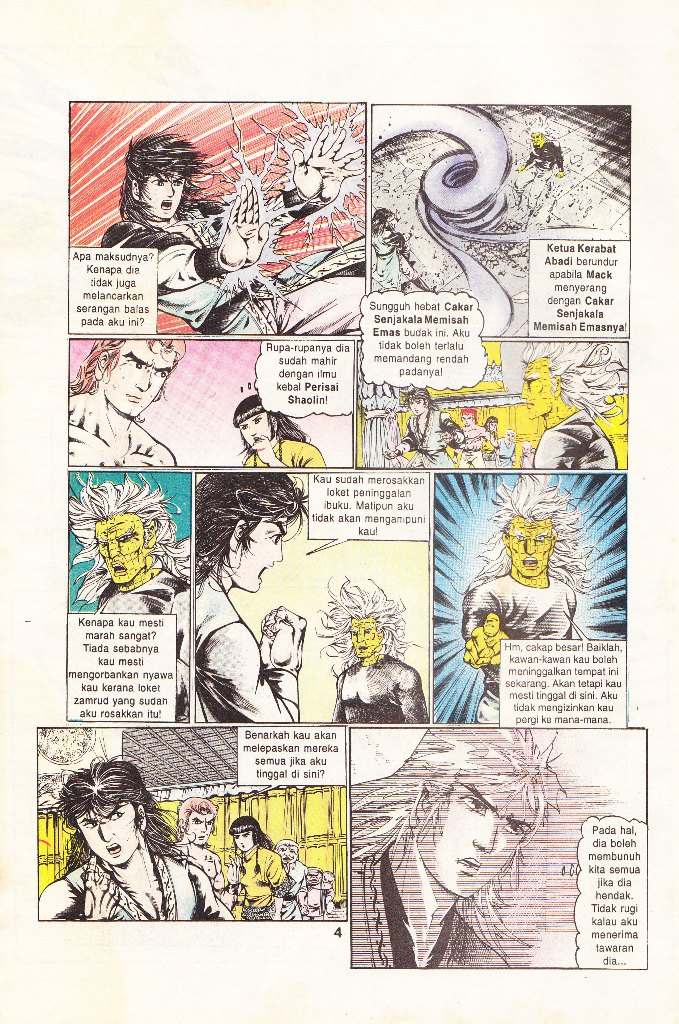 Apa maksudnya?
Kenapa dia
tidak juga
melancarkan
serangan balas
pada aku ini?
Ketua Kerabat
Abadi berundur
apabila Mack
menyerang
dengan Cakar
Senjakala
Memisah Emasnya!
Rupa-rupanya dia
sudah mahir
dengan ilmu
kebal Perisai
Shaolin!
Sungguh hebat Cakar
Senjakala Memisah
Emas budak ini. Aku
tidak boleh terlalu
memandang rendah
padanya!
Kenapa kau mesti
marah sangat?
Tiada sebabnya
kau mesti
mengorbankan nyawa
kau kerana loket
zamrud yang sudah
aku rosakkan itu!
Kau sudah merosakkan
loket peninggalan
ibuku. Matipun aku
tidak akan mengampuni
kau!
Hm, cakap besar! Baiklah,
kawan-kawan kau boleh
meninggalkan tempat ini
sekarang. Akan tetapi kau
mesti tinggal di sini. Aku
tidak mengizinkan kau
pergi ke mana-mana.
Benarkah kau akan
melepaskan mereka
semua jika aku
tinggal di sini?
Pada hal,
dia boleh
membunuh
kita semua
jika dia
hendak.
Tidak rugi
kalau aku
menerima
tawaran
dia...
4